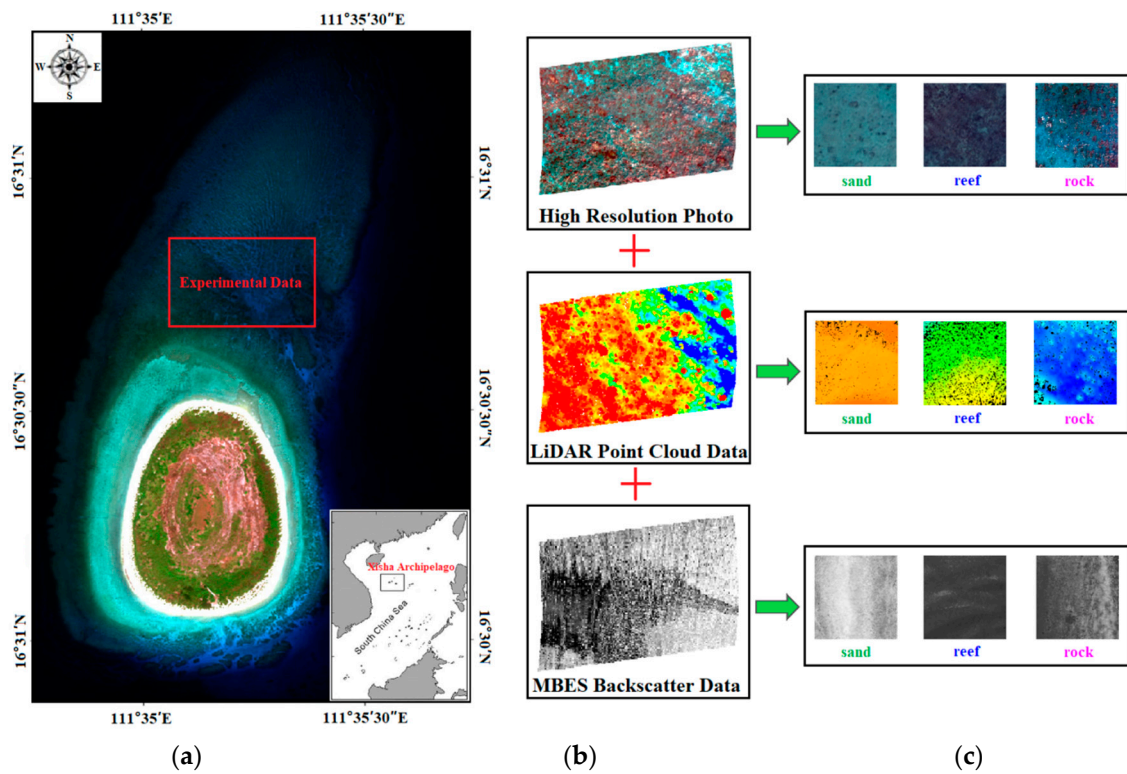 111°35'E
111°35'30"E
N
W E
S
16°31'N
16°31'N
Experimental Data
16°30'30"N
16°30'30"N
Xisha Archipelago
South China Sea
16°31'N
16°30'N
111°35'E
111°35'30"E
High Resolution Photo
+
LiDAR Point Cloud Data
+
MBES Backscatter Data
sand reef rock
sand reef rock
sand reef rock
(a) (b) (c)